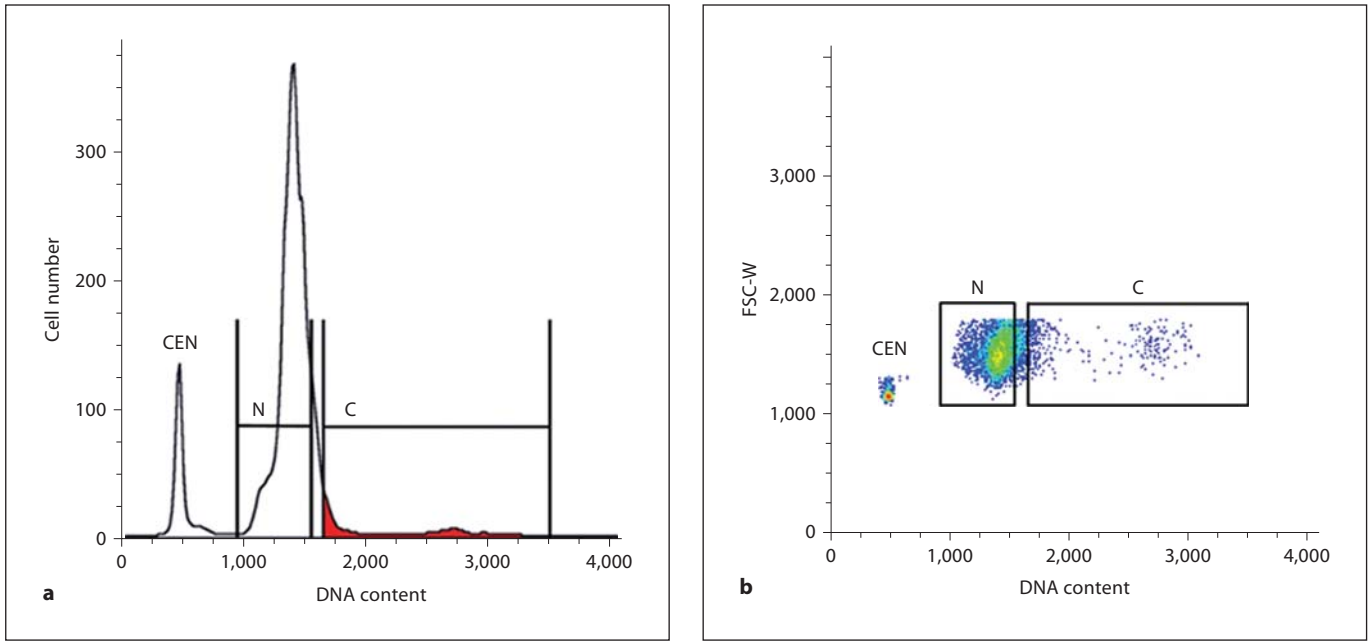 Cell number
300
200
100
0
CEN
N
C
0
1,000
2,000
3,000
4,000
DNA content
a
FSC-W
3,000
2,000
1,000
0
CEN
N
C
0
1,000
2,000
3,000
4,000
DNA content
b